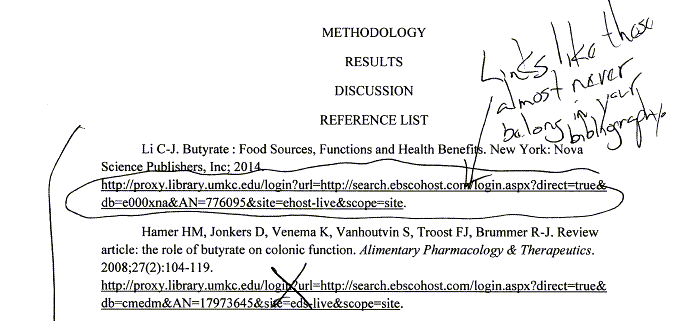 METHODOLOGY
RESULTS
DISCUSSION
REFERENCE LIST
Links like these
almost never
belong in your
bibliography.
Li C-J. Butyrate : Food Sources, Functions and Health Benefits. New York: Nova
Science Publishers, Inc; 2014.
http://proxy.library.umkc.edu/login?url=http://search.ebscohost.com/login.aspx?direct=true&
db=e000xna&AN=776095&site=ehost-live&scope=site.
Hamer HM, Jonkers D, Venema K, Vanhoutvin S, Troost FJ, Brummer R-J. Review
article: the role of butyrate on colonic function. Alimentary Pharmacology & Therapeutics.
2008;27(2):104-119.
http://proxy.library.umkc.edu/login?url=http://search.ebscohost.com/login.aspx?direct=true&
db=cmedm&AN=17973645&site=eds-live&scope=site.